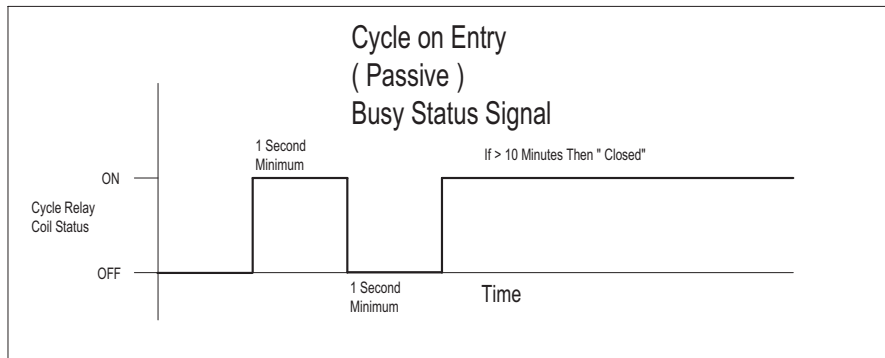 Cycle on Entry
( Passive )
Busy Status Signal
1 Second
Minimum
If > 10 Minutes Then " Closed"
ON
Cycle Relay
Coil Status
OFF
1 Second
Minimum
Time